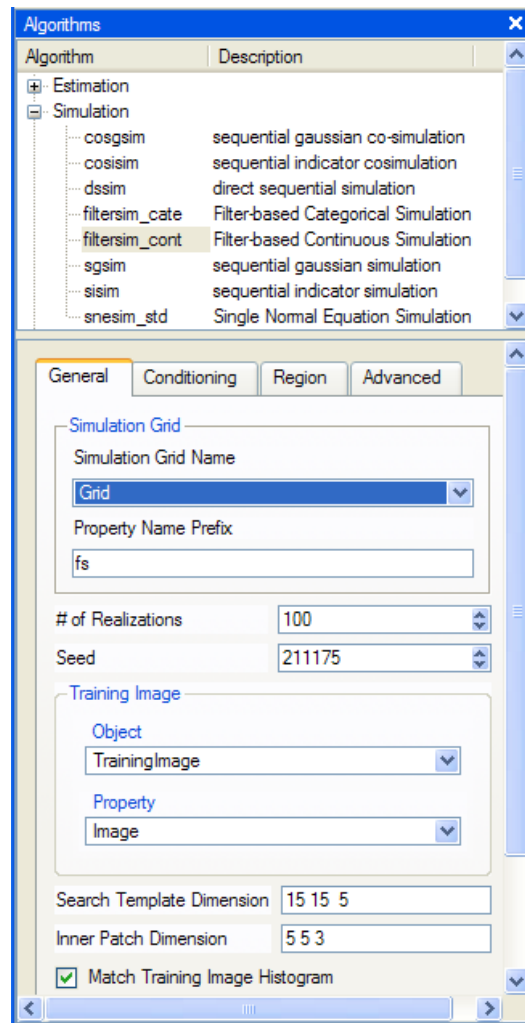 Algorithms
Algorithm Description
Estimation
Simulation
cosgsim sequential gaussian co-simulation
cosisim sequential indicator cosimulation
dssim direct sequential simulation
filtersim_cate Filter-based Categorical Simulation
filtersim_cont Filter-based Continuous Simulation
sgsim sequential gaussian simulation
sisim sequential indicator simulation
snesim_std Single Normal Equation Simulation
General Conditioning Region Advanced
Simulation Grid
Simulation Grid Name
Grid
Property Name Prefix
fs
# of Realizations 100
Seed 211175
Training Image
Object
TrainingImage
Property
Image
Search Template Dimension 15 15 5
Inner Patch Dimension 5 5 3
Match Training Image Histogram